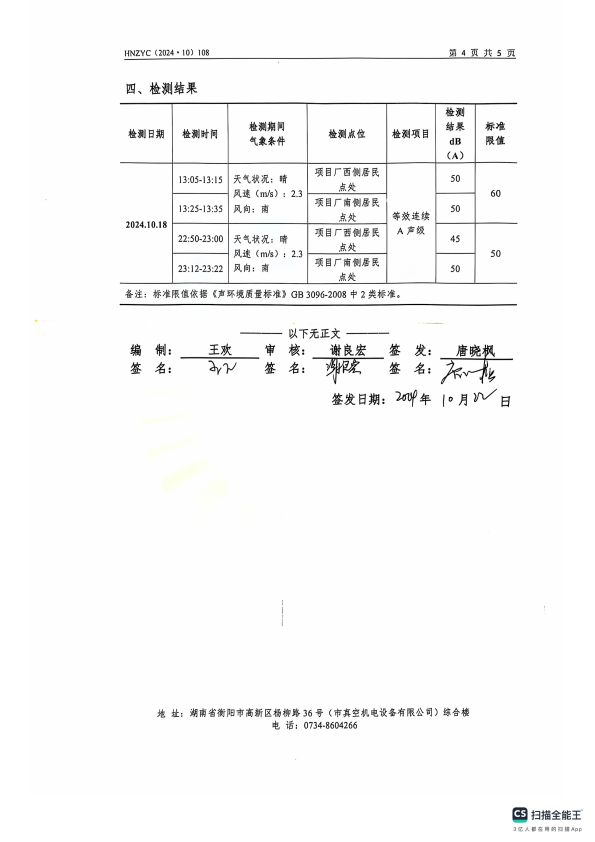 HNZYC（2024·10）108 第 4 页 共 5 页
四、检测结果
检测日期 检测时间 检测期间气象条件 检测点位 检测项目 检测结果dB（A） 标准限值
2024.10.18 13:05-13:15 天气状况：晴 风速（m/s）：2.3 风向：南 项目厂西侧居民点处 等效连续A 声级 50 60
13:25-13:35 项目厂南侧居民点处 50
22:50-23:00 天气状况：晴 风速（m/s）：2.3 风向：南 项目厂西侧居民点处 45 50
23:12-23:22 项目厂南侧居民点处 50
备注：标准限值依据《声环境质量标准》GB 3096-2008 中 2 类标准。
以下无正文
编 制： 王欢 审 核： 谢良宏 签 发： 唐晓枫
签 名： 签 名： 签 名：
签发日期： 年 10 月 日
地 址：湖南省衡阳市高新区杨柳路 36 号（市真空机电设备有限公司）综合楼
电 话：0734-8604266
CS 扫描全能王
3亿人都在用的扫描App